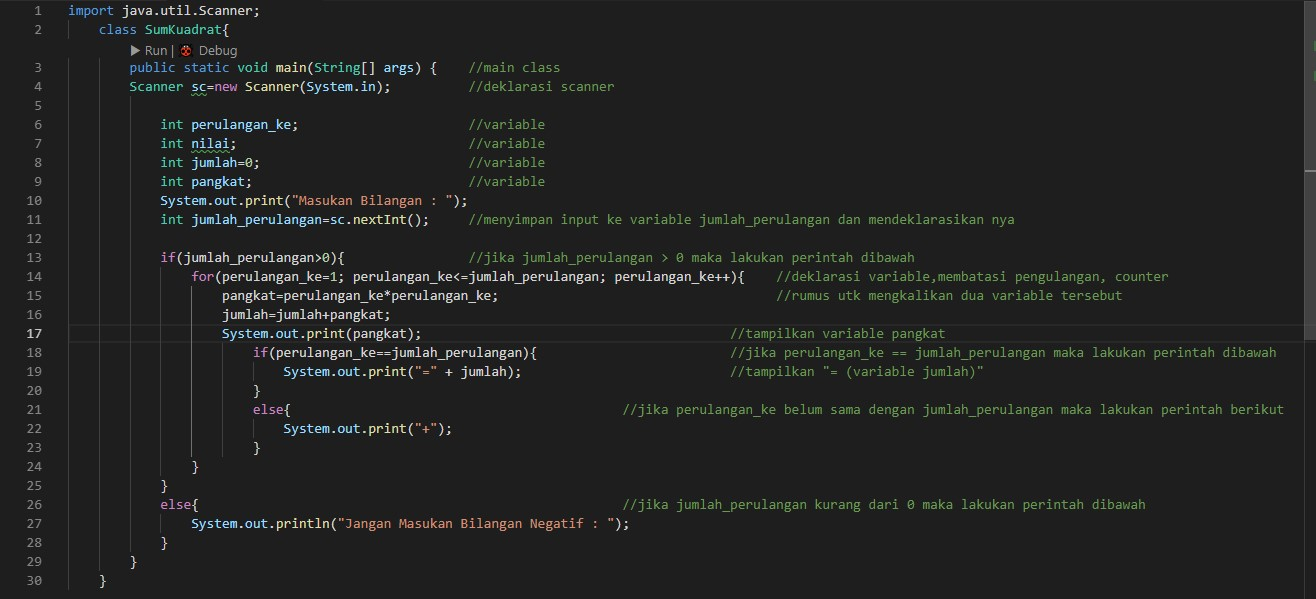 1 import java.util.Scanner;
2 class SumKuadrat{
Run | Debug
3 public static void main(String[] args) { //main class
4 Scanner sc=new Scanner(System.in); //deklarasi scanner
5
6 int perulangan_ke; //variable
7 int nilai; //variable
8 int jumlah=0; //variable
9 int pangkat; //variable
10 System.out.print("Masukan Bilangan : ");
11 int jumlah_perulangan=sc.nextInt(); //menyimpan input ke variable jumlah_perulangan dan mendeklarasikan nya
12
13 if(jumlah_perulangan>0){ //jika jumlah_perulangan > 0 maka lakukan perintah dibawah
14 for(perulangan_ke=1; perulangan_ke<=jumlah_perulangan; perulangan_ke++){ //deklarasi variable,membatasi pengulangan, counter
15 pangkat=perulangan_ke*perulangan_ke; //rumus utk mengkalikan dua variable tersebut
16 jumlah=jumlah+pangkat;
17 System.out.print(pangkat); //tampilkan variable pangkat
18 if(perulangan_ke==jumlah_perulangan){ //jika perulangan_ke == jumlah_perulangan maka lakukan perintah dibawah
19 System.out.print("=" + jumlah); //tampilkan "= (variable jumlah)"
20 }
21 else{ //jika perulangan_ke belum sama dengan jumlah_perulangan maka lakukan perintah berikut
22 System.out.print("+");
23 }
24 }
25 }
26 else{ //jika jumlah_perulangan kurang dari 0 maka lakukan perintah dibawah
27 System.out.println("Jangan Masukan Bilangan Negatif : ");
28 }
29 }
30 }